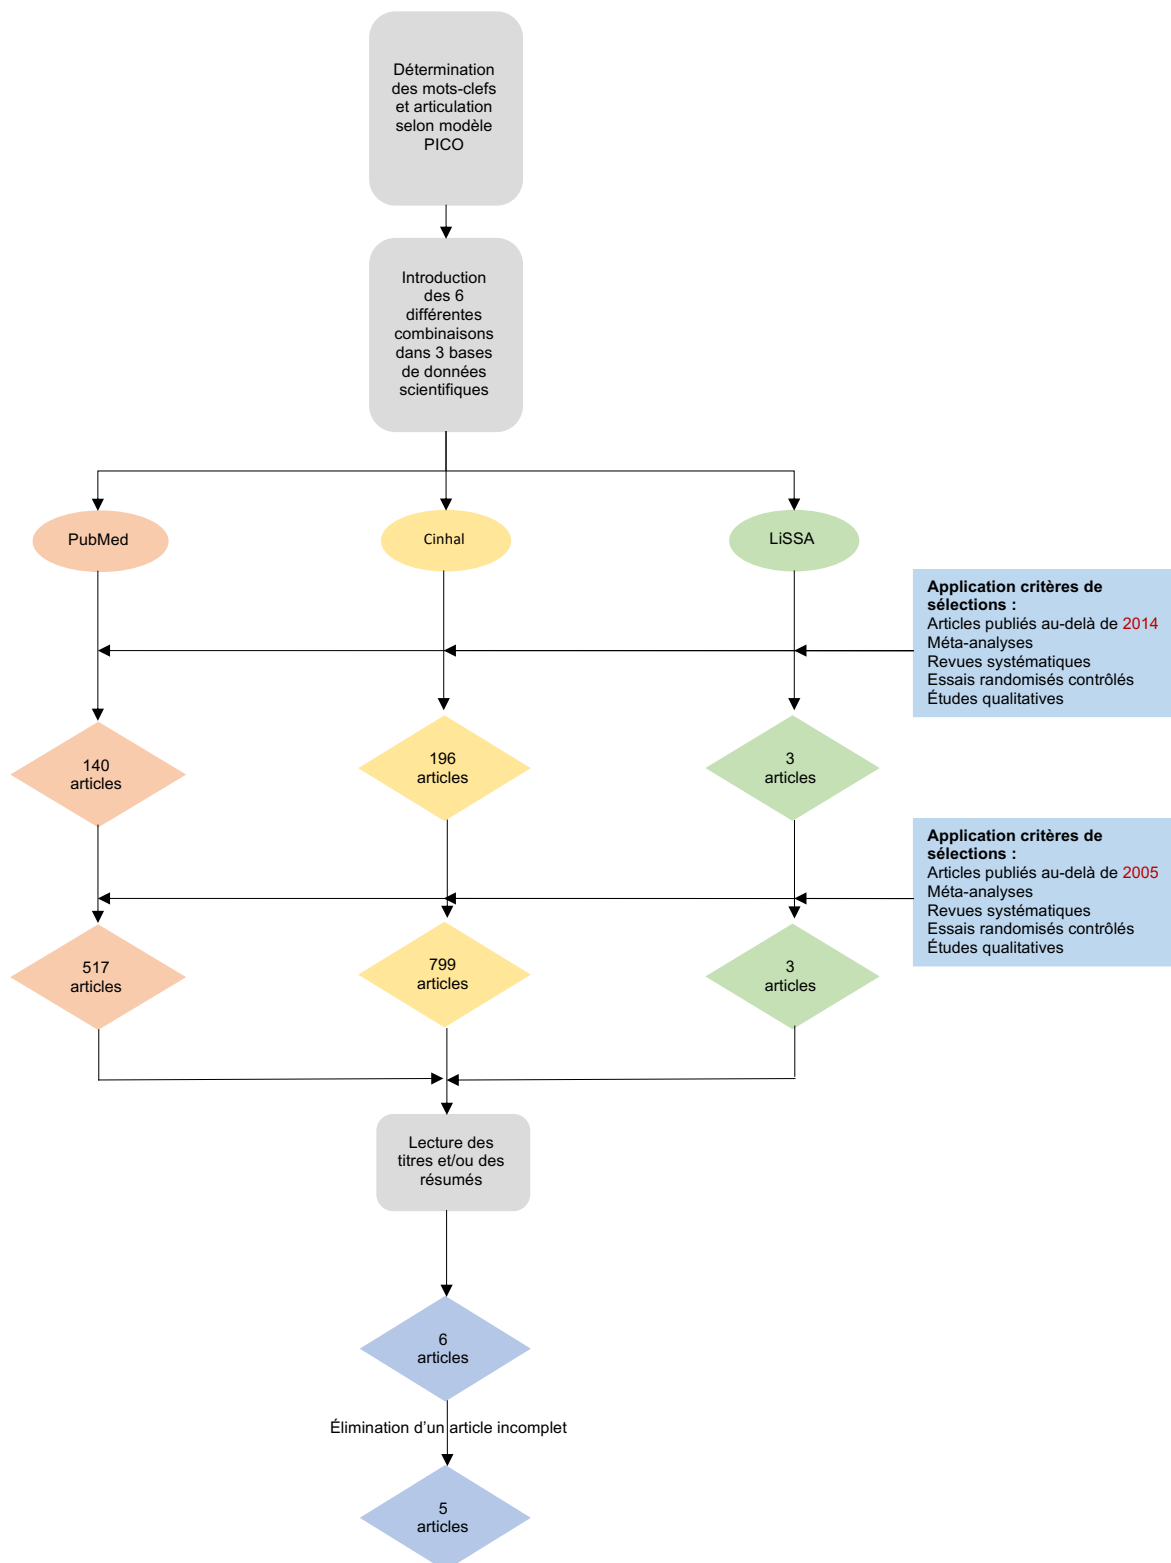 Détermination
des mots-clefs
et articulation
selon modèle
PICO
Introduction
des 6
différentes
combinaisons
dans 3 bases
de données
scientifiques
PubMed
Cinhal
LiSSA
Application critères de
sélections :
Articles publiés au-delà de 2014
Méta-analyses
Revues systématiques
Essais randomisés contrôlés
Études qualitatives
140
articles
196
articles
3
articles
Application critères de
sélections :
Articles publiés au-delà de 2005
Méta-analyses
Revues systématiques
Essais randomisés contrôlés
Études qualitatives
517
articles
799
articles
3
articles
Lecture des
titres et/ou des
résumés
6
articles
Élimination d'un article incomplet
5
articles